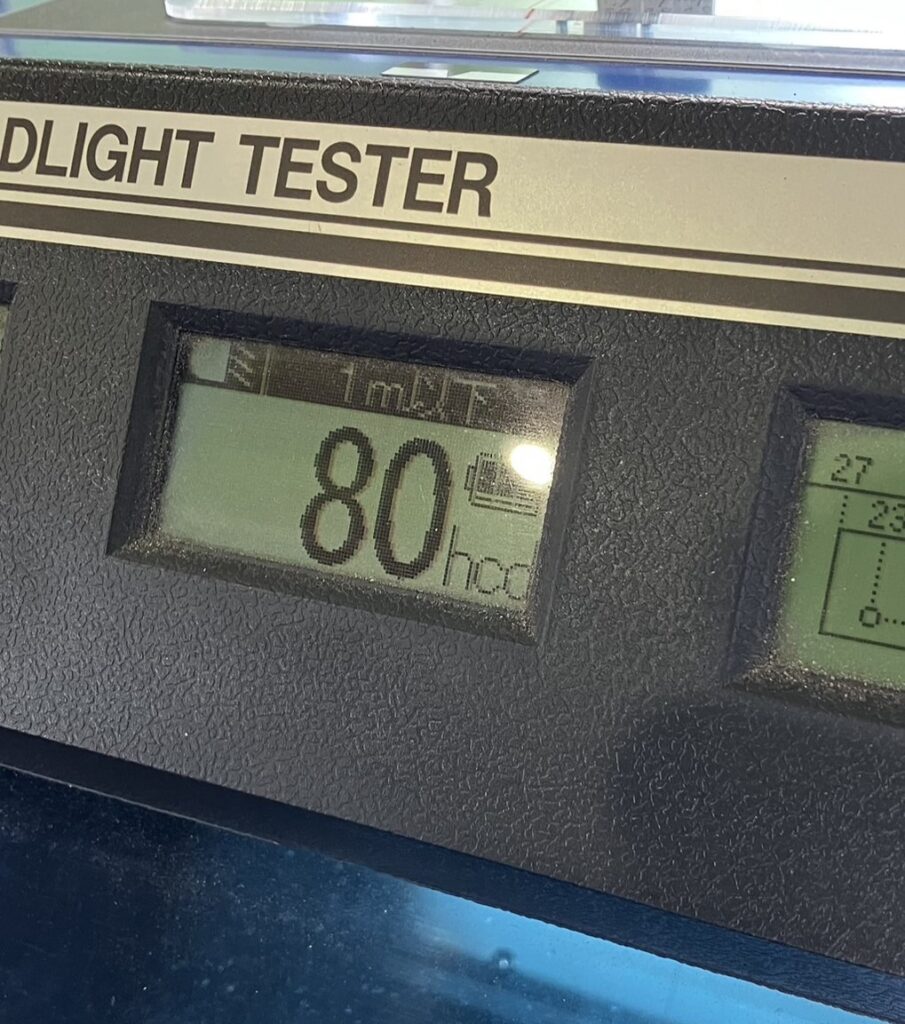 DLIGHT TESTER
1m
80
hcd
27
23